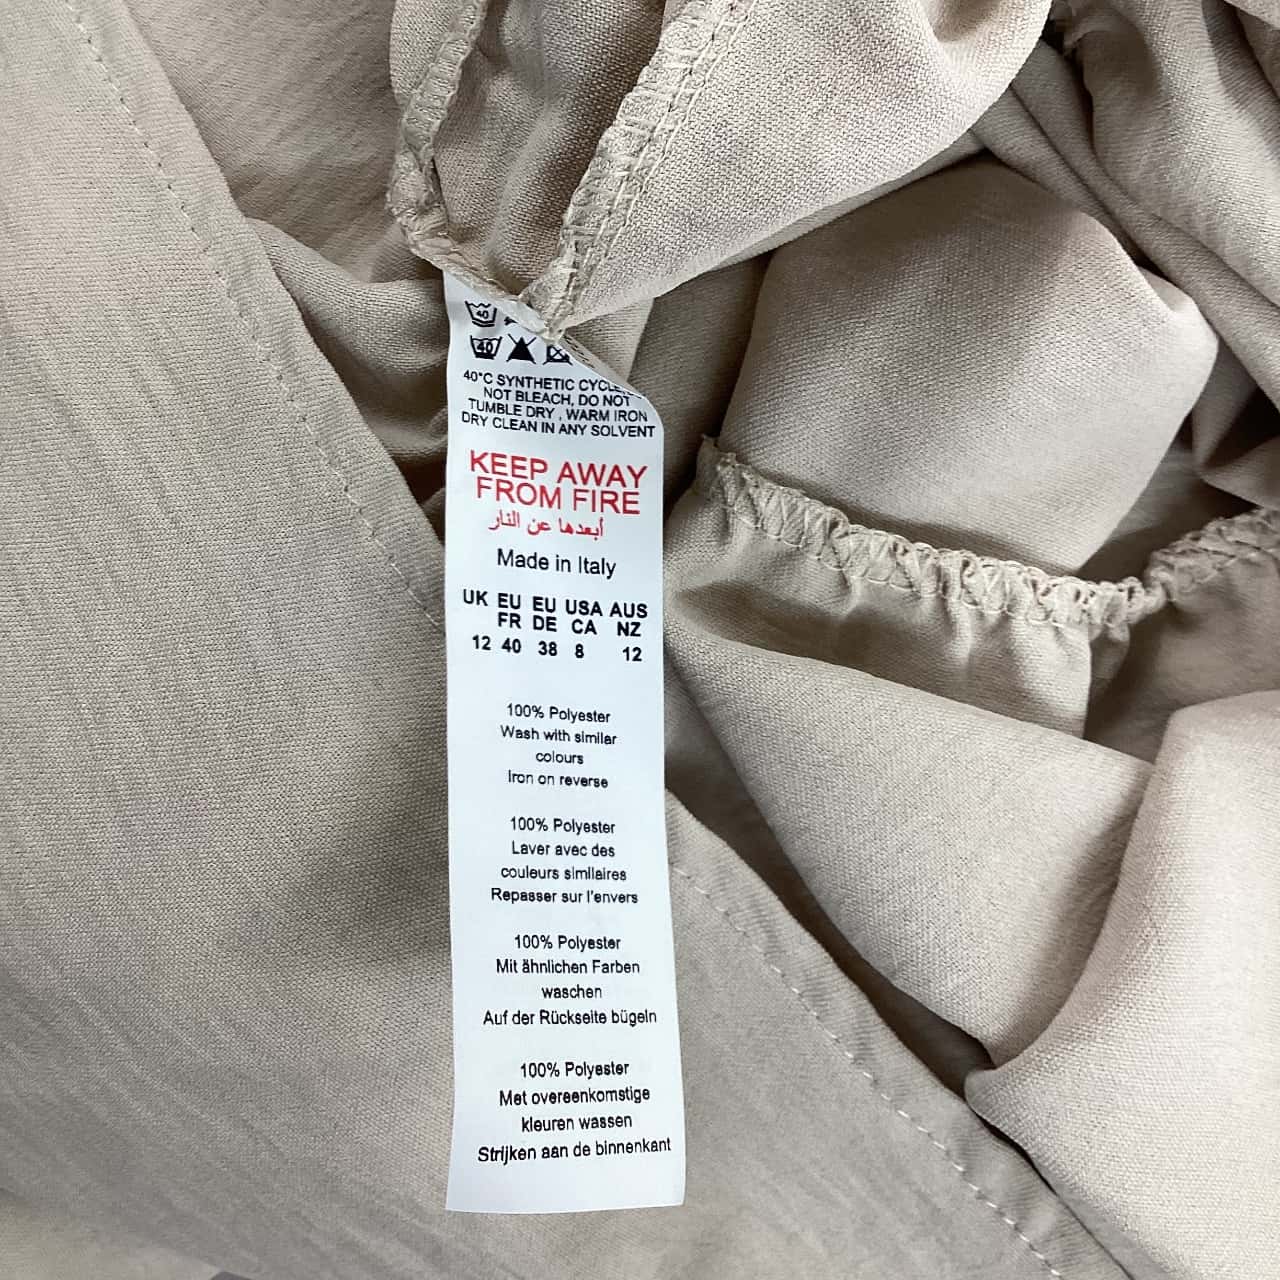 40
40
40°C SYNTHETIC
NOT BLEACH, DO NOT
TUMBLE DRY , WARM IRON
DRY CLEAN IN ANY SOLVENT
KEEP AWAY
FROM FIRE
أبعدها عن النار
Made in Italy
UK EU EU USA AUS
FR DE CA NZ
12 40 38 8 12
100% Polyester
Wash with similar
colours
Iron on reverse
100% Polyester
Laver avec des
couleurs similaires
Repasser sur l'envers
100% Polyester
Mit ähnlichen Farben
waschen
Auf der Rückseite bügeln
100% Polyester
Met overeenkomstige
kleuren wassen
Strijken aan de binnenkant